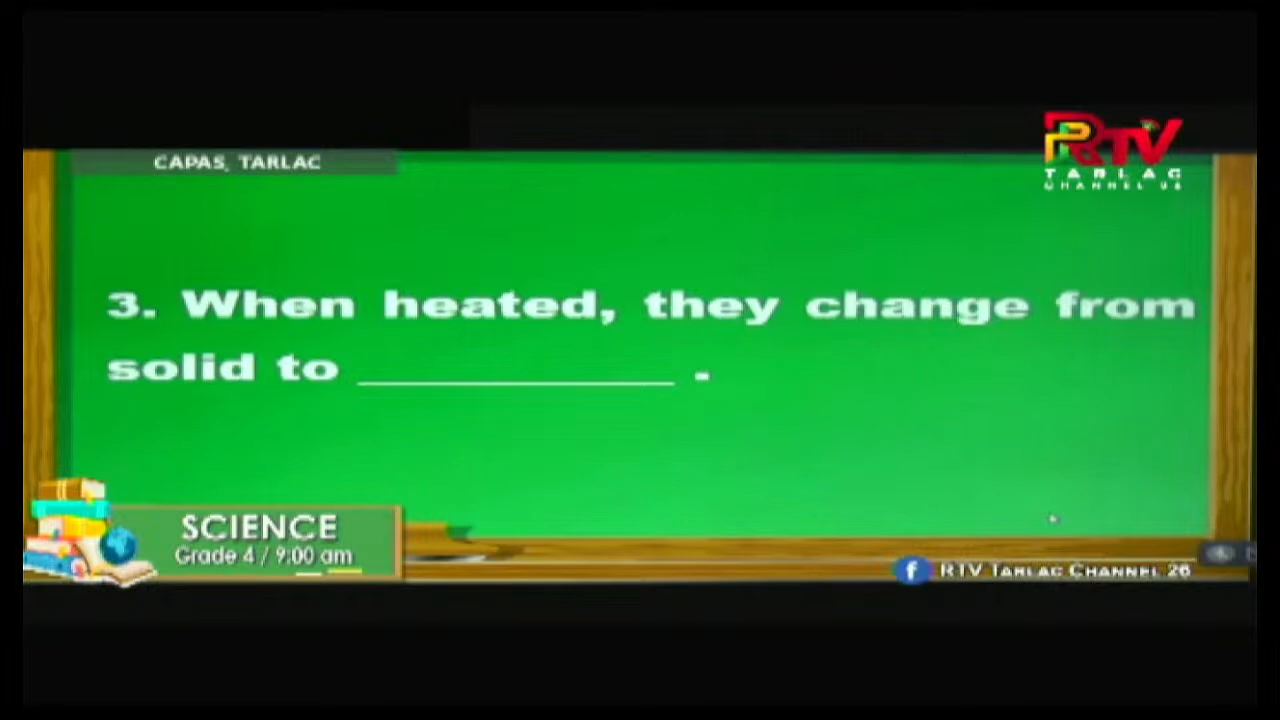 CAPAS, TARLAC
RTV
TARLAC
CHANNEL 26
3. When heated, they change from
solid to ____________ .
SCIENCE
Grade 4 / 9:00 am
f RTV TARLAC CHANNEL 26